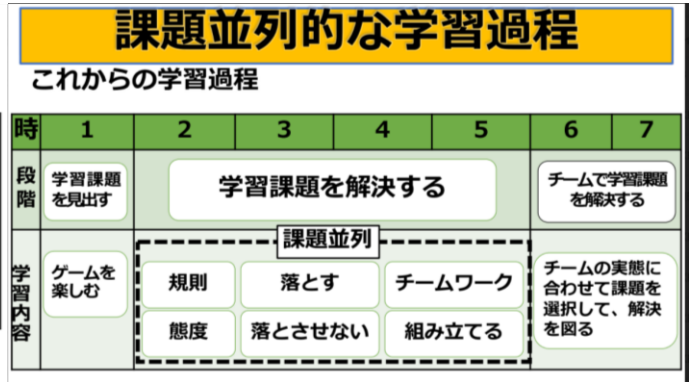 課題並列的な学習過程
これからの学習過程
時 1 2 3 4 5 6 7
段階
学習課題
を見出す
学習課題を解決する
チームで学習課題
を解決する
学習内容
ゲームを
楽しむ
課題並列
規則 落とす チームワーク
態度 落とさせない 組み立てる
チームの実態に
合わせて課題を
選択して、解決
を図る